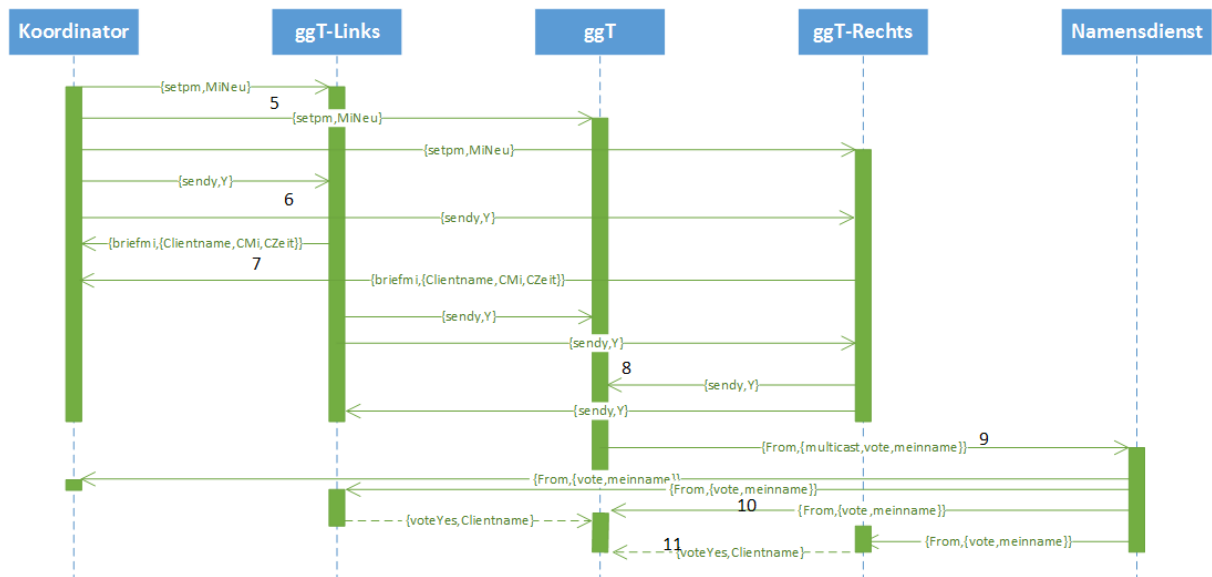 Koordinator
ggT-Links
ggT
ggT-Rechts
Namensdienst
{setpm,MiNeu}
5
{setpm,MiNeu}
{setpm,MiNeu}
{sendy,Y}
6
{sendy,Y}
{briefmi,{Clientname,CMi,CZeit}}
7
{briefmi,{Clientname,CMi,CZeit}}
{sendy,Y}
{sendy,Y}
8
{sendy,Y}
{sendy,Y}
9
{From,{multicast,vote,meinname}}
{From,{vote,meinname}}
{From,{vote,meinname}}
10
{From,{vote,meinname}}
{voteYes,Clientname}
{From,{vote,meinname}}
11
{voteYes,Clientname}